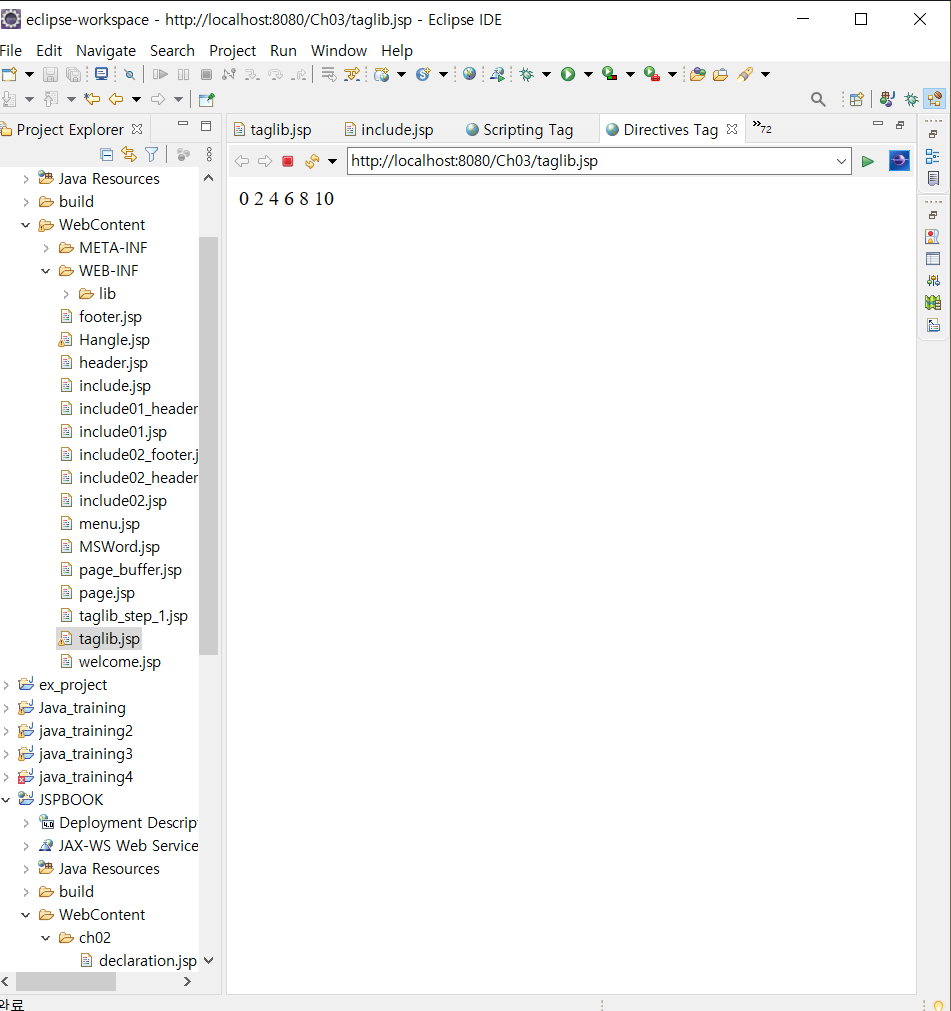 eclipse-workspace - http://localhost:8080/Ch03/taglib.jsp - Eclipse IDE
File Edit Navigate Search Project Run Window Help
Project Explorer
taglib.jsp include.jsp Scripting Tag Directives Tag »72
http://localhost:8080/Ch03/taglib.jsp
0 2 4 6 8 10
Java Resources
build
WebContent
META-INF
WEB-INF
lib
footer.jsp
Hangle.jsp
header.jsp
include.jsp
include01_header
include01.jsp
include02_footer.j
include02_header
include02.jsp
menu.jsp
MSWord.jsp
page_buffer.jsp
page.jsp
taglib_step_1.jsp
taglib.jsp
welcome.jsp
ex_project
Java_training
java_training2
java_training3
java_training4
JSPBOOK
Deployment Descrip
JAX-WS Web Service
Java Resources
build
WebContent
ch02
declaration.jsp
완료